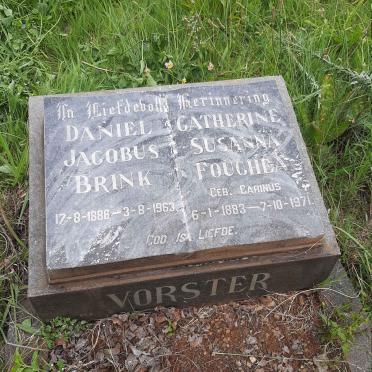 In Liefdevolle Herinnering
DANIEL CATHERINE
JACOBUS SUSANNA
BRINK FOUCHEÉ
(GEB. CARINUS
17-8-1886-3-8-1963 6-1-1883-7-10-1971
GOD IS LIEFDE.
VORSTER